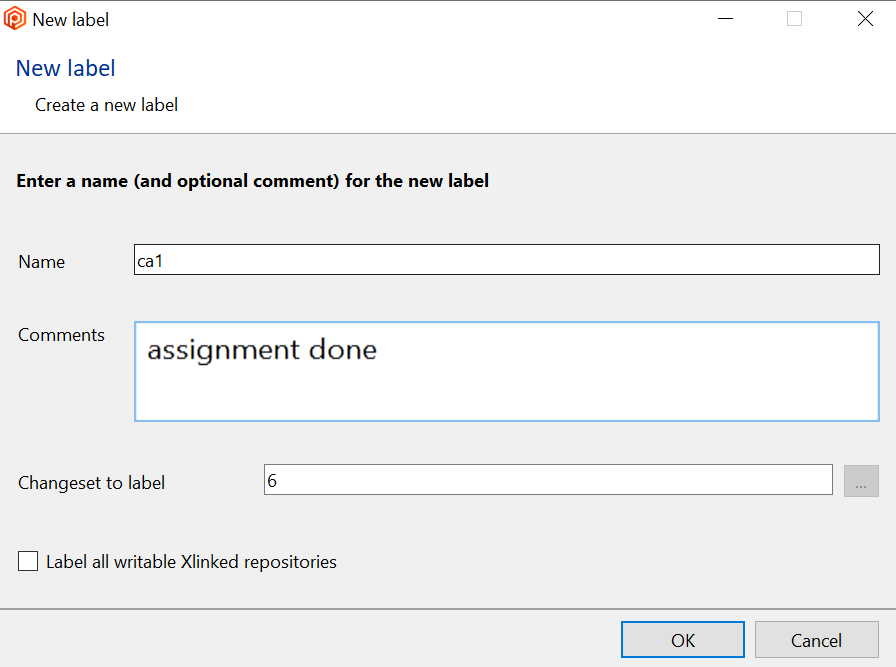 New label
New label
Create a new label
Enter a name (and optional comment) for the new label
Name ca1
Comments assignment done
Changeset to label 6 ...
Label all writable Xlinked repositories
OK Cancel